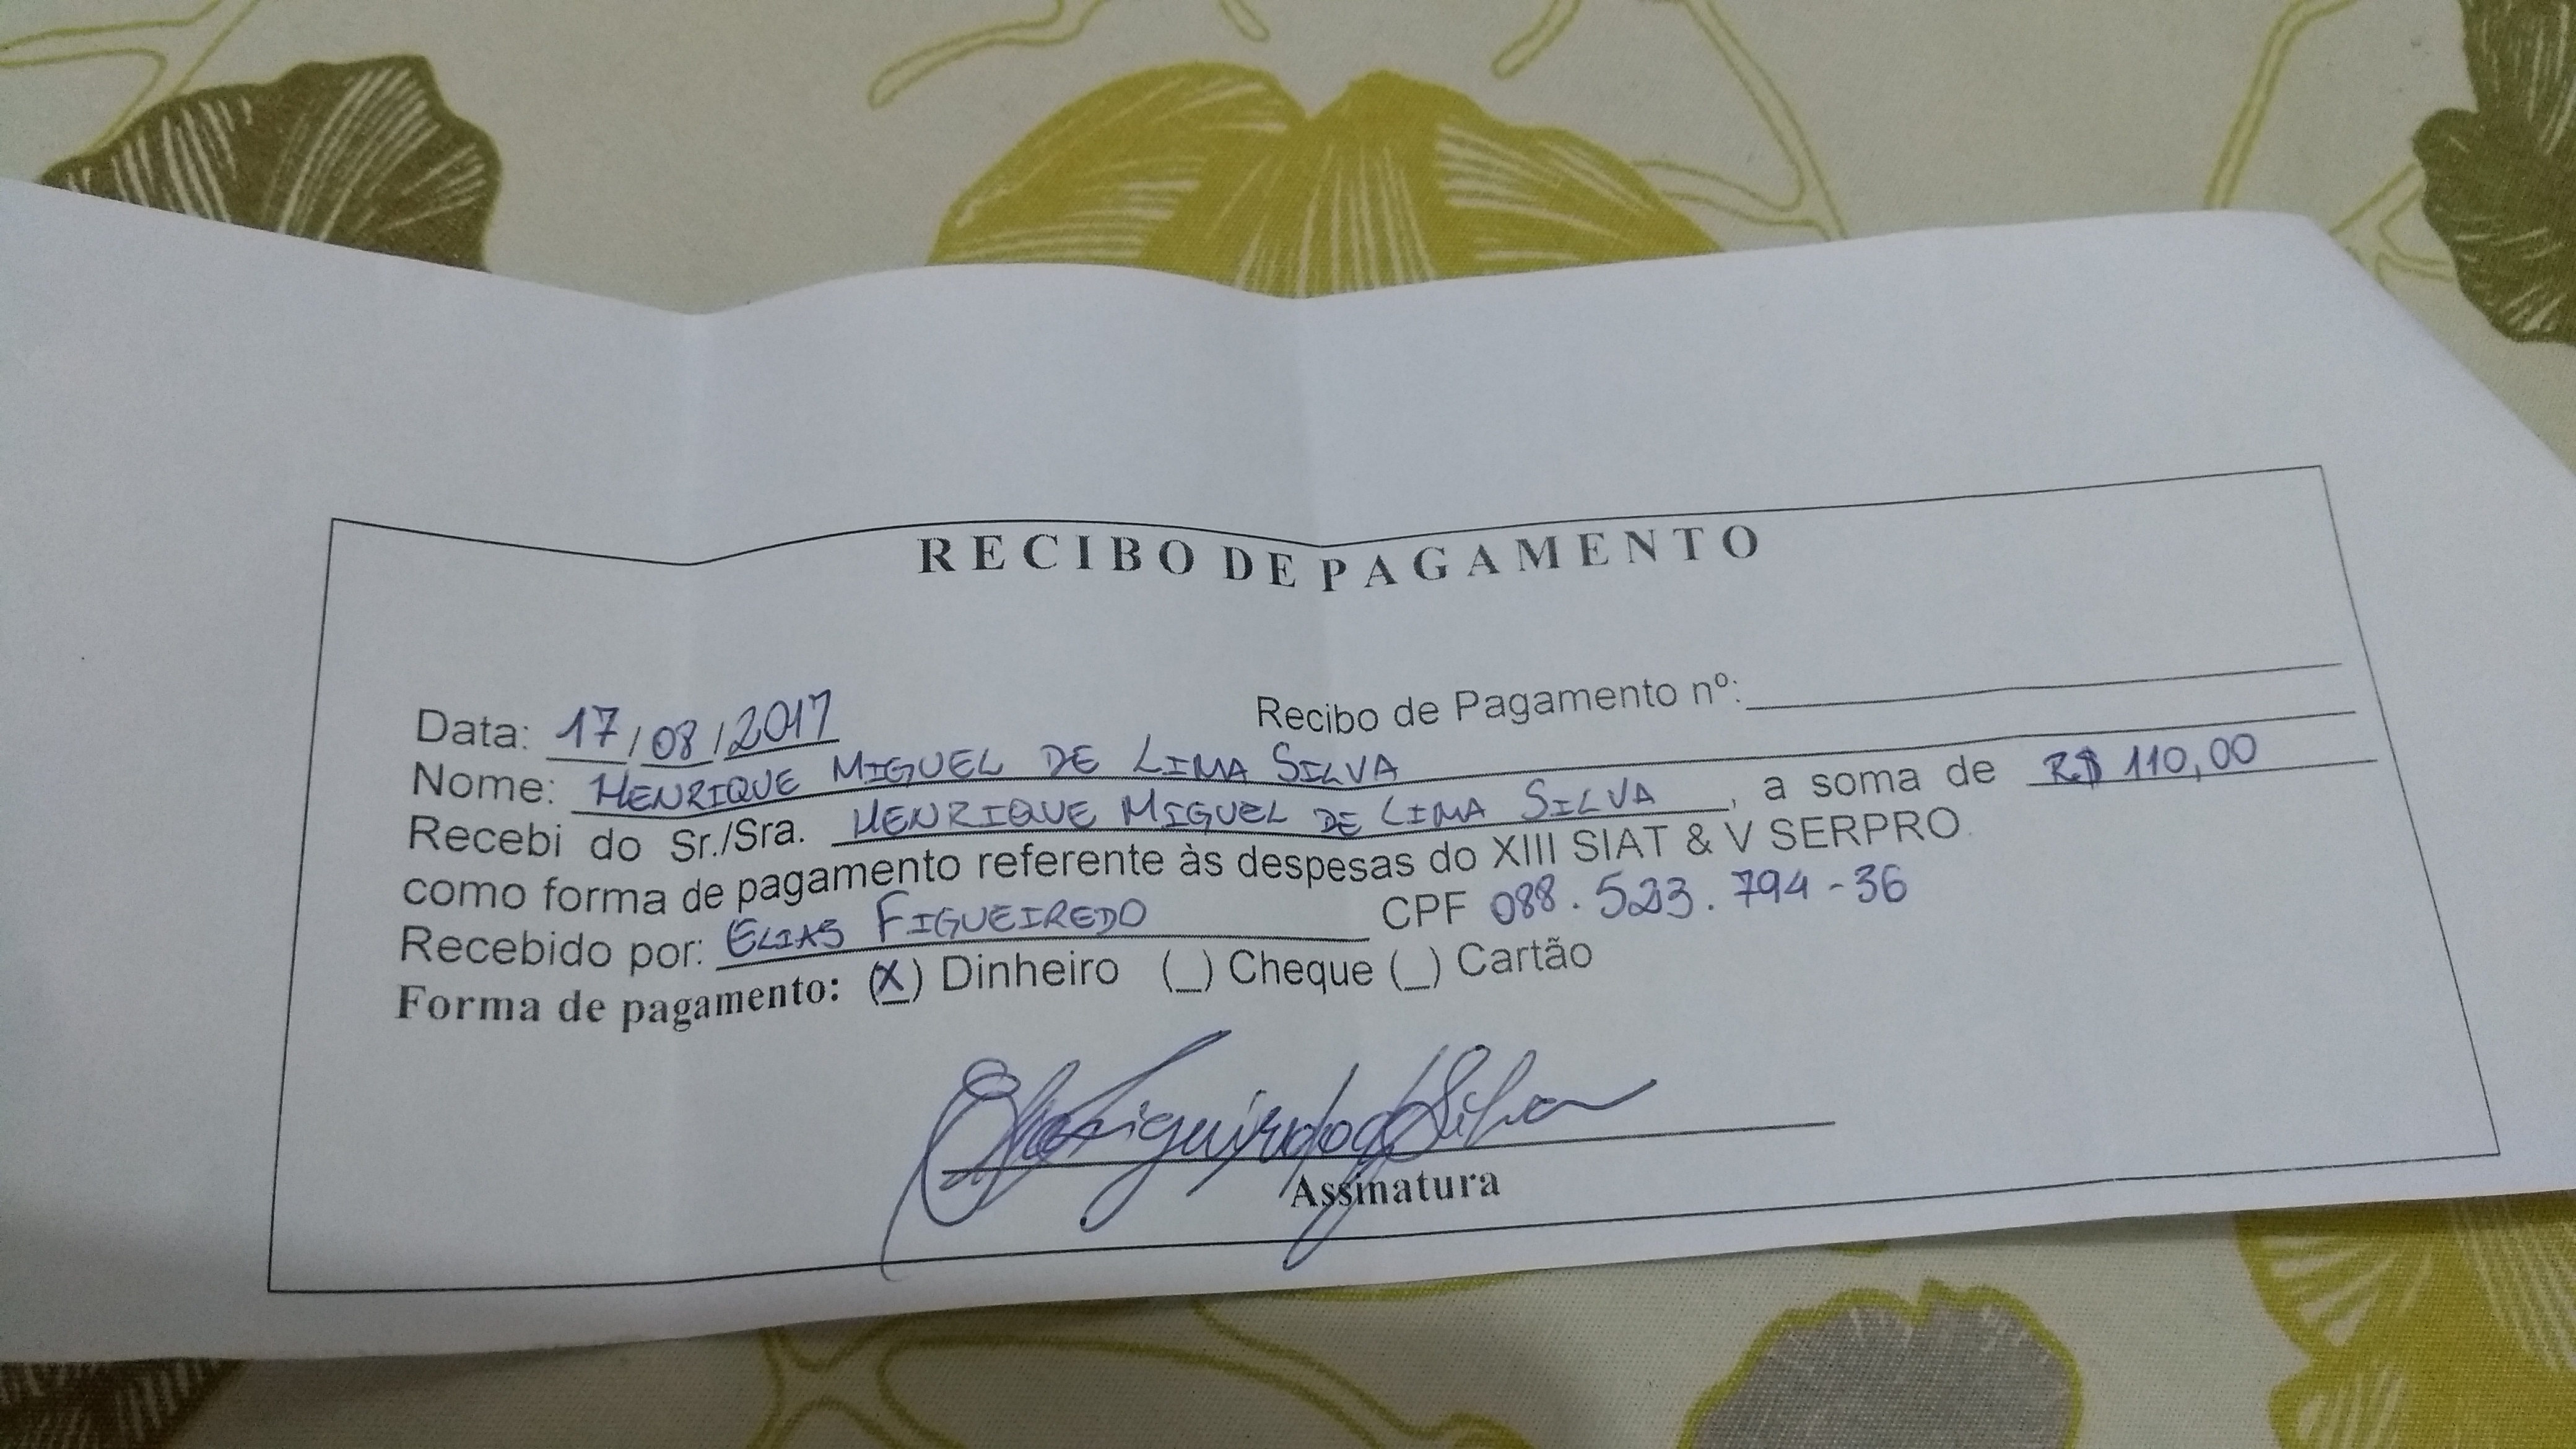 RECIBO DE PAGAMENTO
Data: 17/08/2017 Recibo de Pagamento nº:
Nome: HENRIQUE MIGUEL DE LIMA SILVA
Recebi do Sr./Sra. HENRIQUE MIGUEL DE LIMA SILVA, a soma de R$ 110,00
como forma de pagamento referente às despesas do XIII SIAT & V SERPRO.
Recebido por: ELIAS FIGUEIREDO CPF 088.523.794-36
Forma de pagamento: (X) Dinheiro (_) Cheque (_) Cartão
Figueiredo da Silva
Assinatura